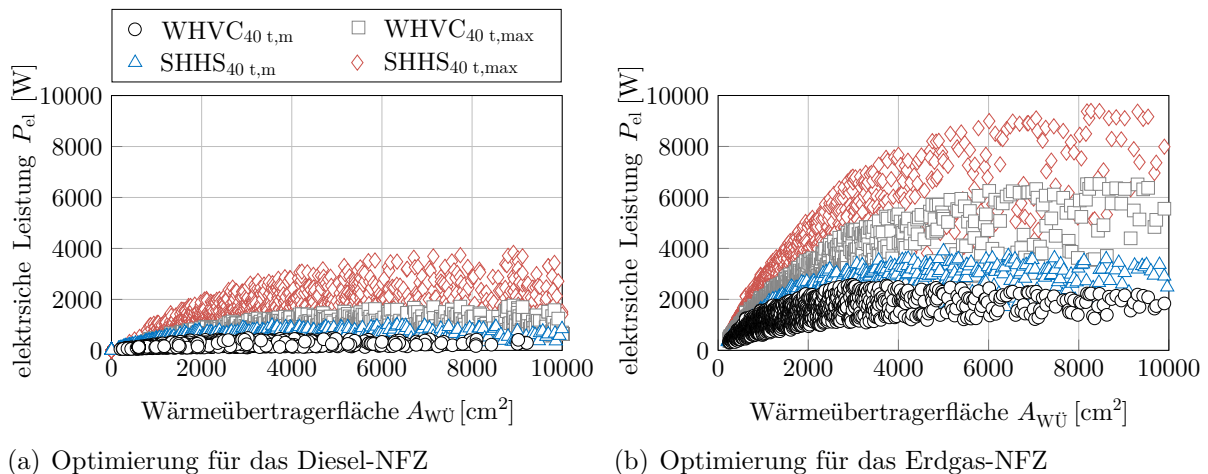 WHVC40 t,m WHVC40 t,max
SHHS40 t,m SHHS40 t,max
elektrsiche Leistung Pel [W]
10000
8000
6000
4000
2000
0
0 2000 4000 6000 8000 10000
Wärmeübertragerfläche AWÜ [cm²]
(a) Optimierung für das Diesel-NFZ
elektrsiche Leistung Pel [W]
10000
8000
6000
4000
2000
0
0 2000 4000 6000 8000 10000
Wärmeübertragerfläche AWÜ [cm²]
(b) Optimierung für das Erdgas-NFZ